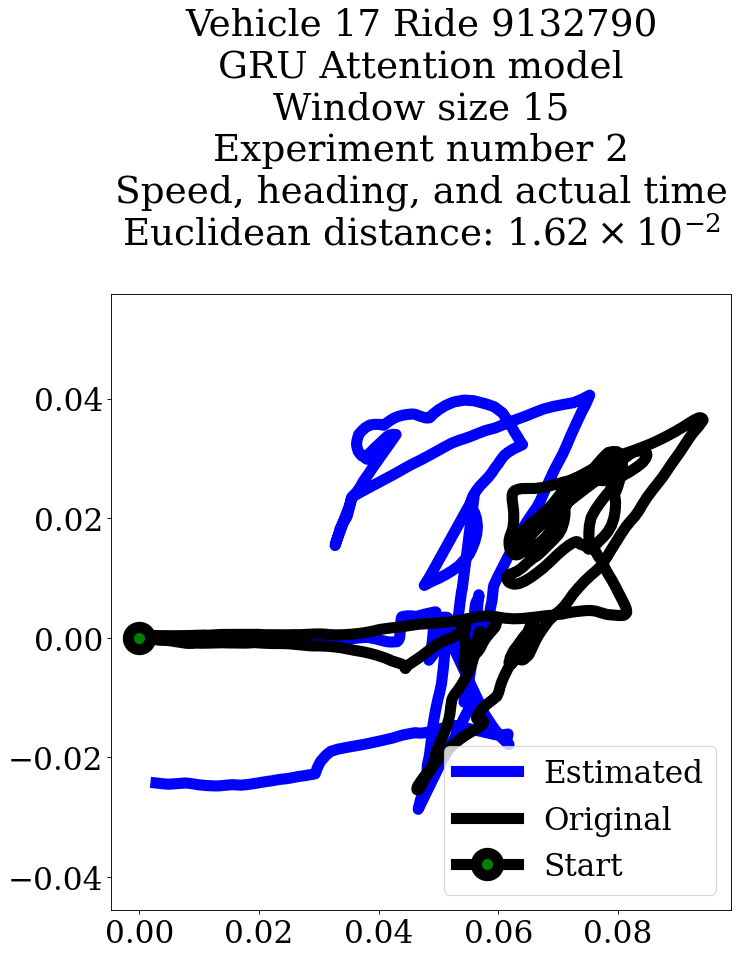 Vehicle 17 Ride 9132790
GRU Attention model
Window size 15
Experiment number 2
Speed, heading, and actual time
Euclidean distance: 1.62 × 10⁻²
0.04
0.02
0.00
−0.02
−0.04
Estimated
Original
Start
0.00 0.02 0.04 0.06 0.08